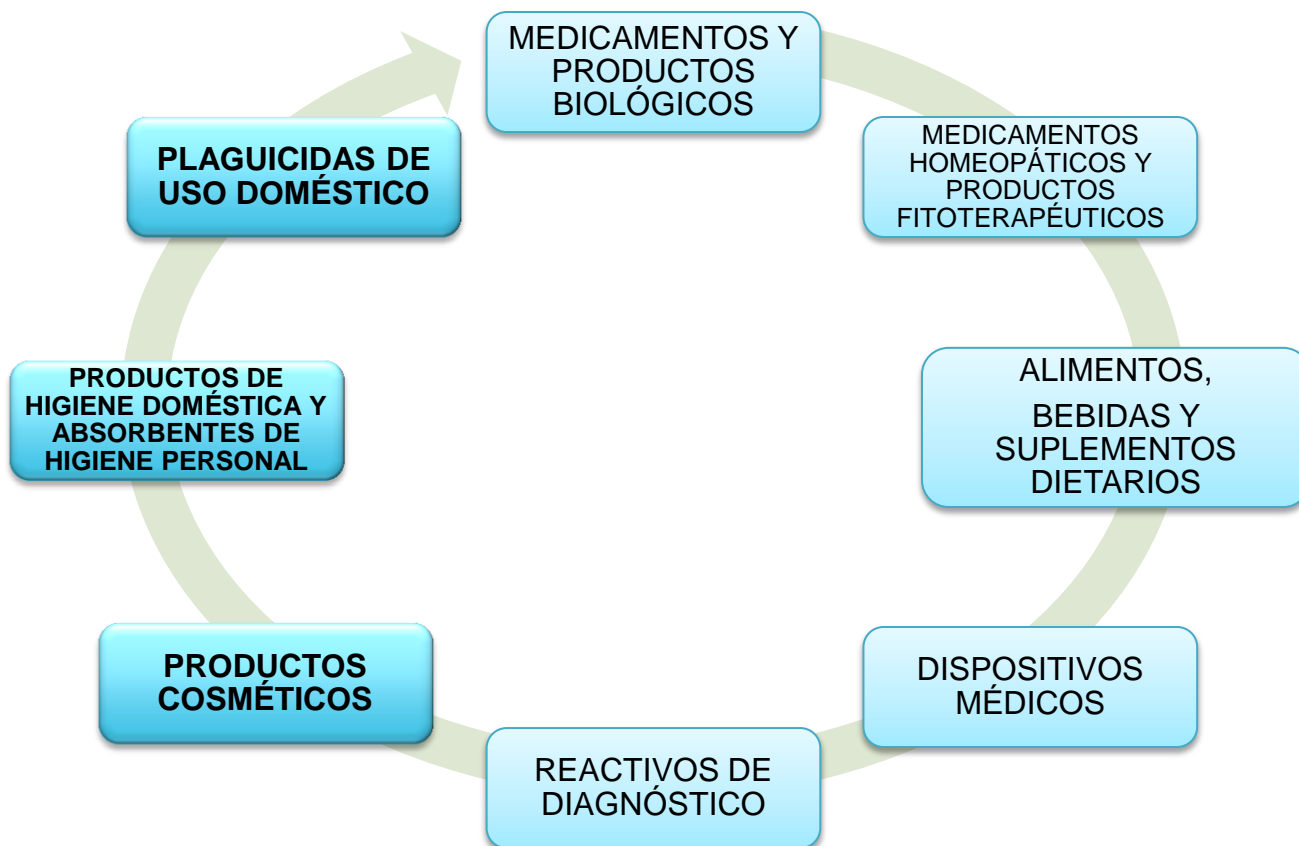 MEDICAMENTOS Y
PRODUCTOS
BIOLÓGICOS
MEDICAMENTOS
HOMEOPÁTICOS Y
PRODUCTOS
FITOTERAPÉUTICOS
ALIMENTOS,
BEBIDAS Y
SUPLEMENTOS
DIETARIOS
DISPOSITIVOS
MÉDICOS
REACTIVOS DE
DIAGNÓSTICO
PRODUCTOS
COSMÉTICOS
PRODUCTOS DE
HIGIENE DOMÉSTICA Y
ABSORBENTES DE
HIGIENE PERSONAL
PLAGUICIDAS DE
USO DOMÉSTICO